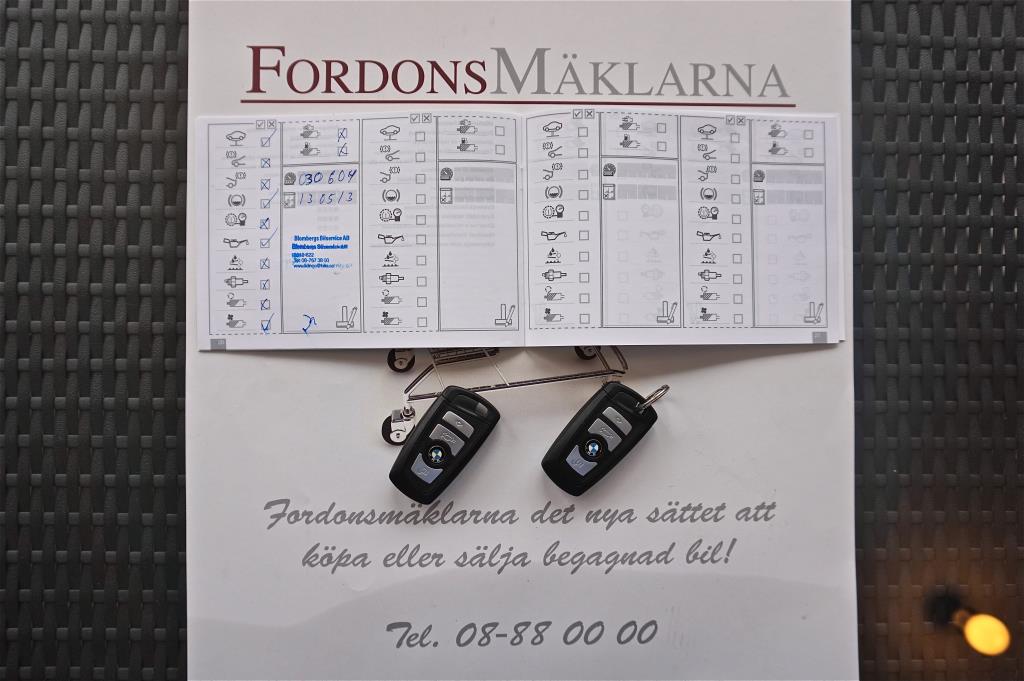 FORDONSMÄKLARNA
030604
130513
Blombergs Bilservice AB
Fordonsmäklarna det nya sättet att
köpa eller sälja begagnad bil!
Tel. 08-88 00 00